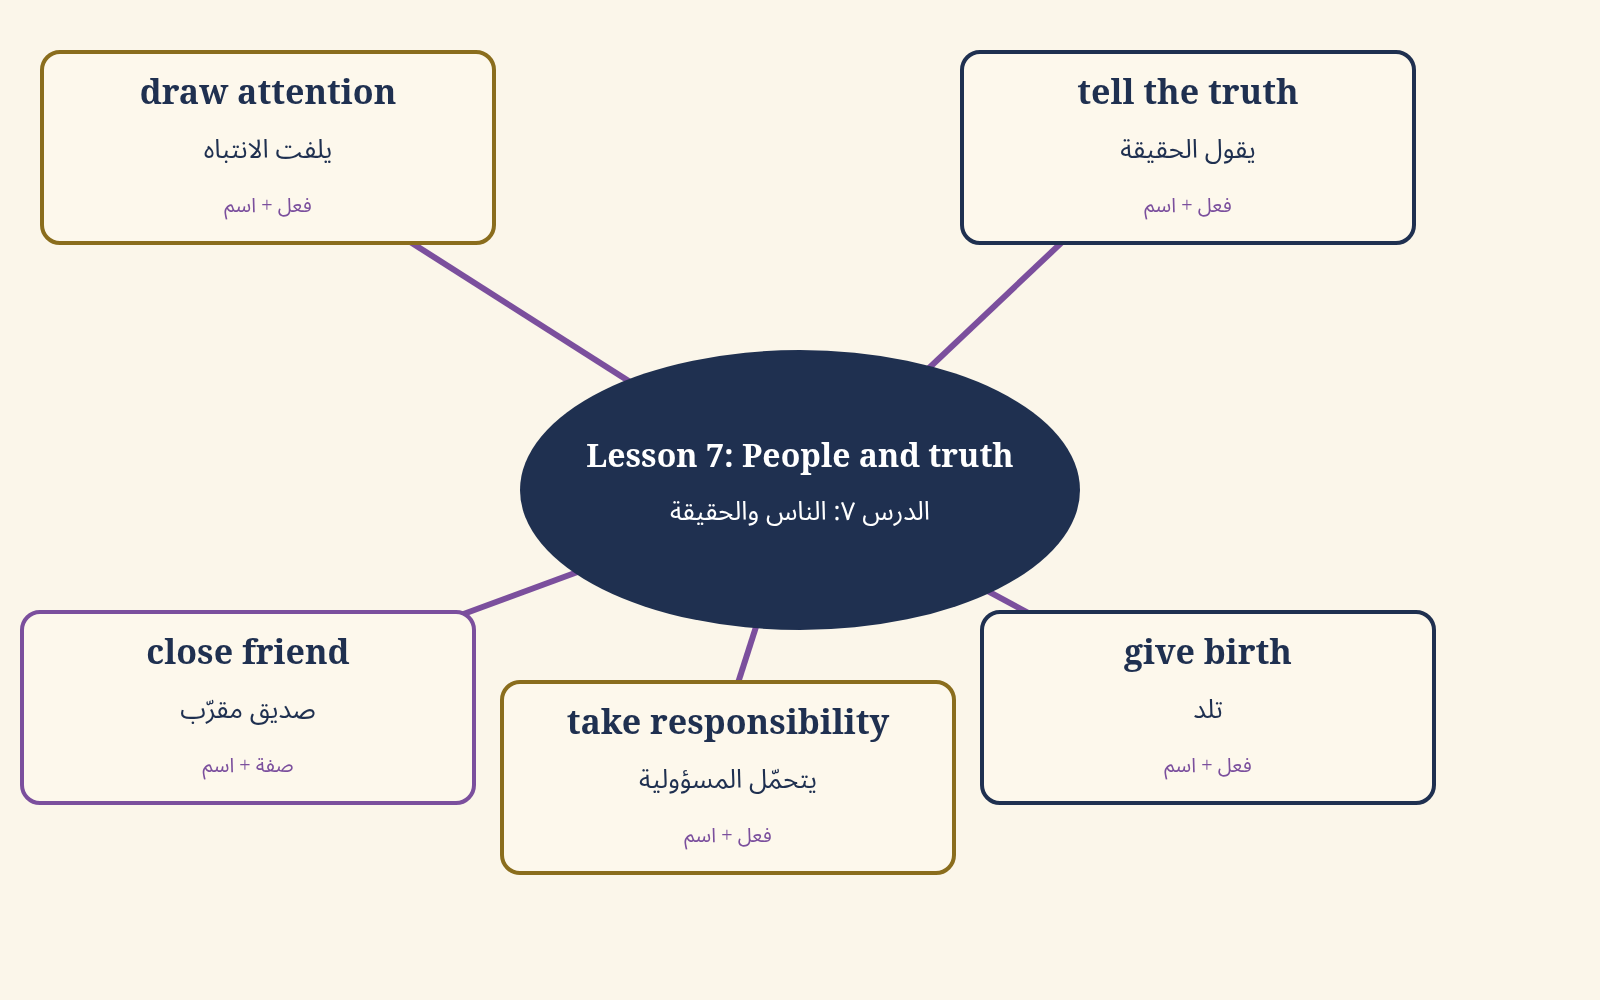 draw attention
يلفت الانتباه
فعل + اسم
tell the truth
يقول الحقيقة
فعل + اسم
Lesson 7: People and truth
الدرس ٧: الناس والحقيقة
close friend
صديق مقرّب
صفة + اسم
take responsibility
يتحمّل المسؤولية
فعل + اسم
give birth
تلد
فعل + اسم